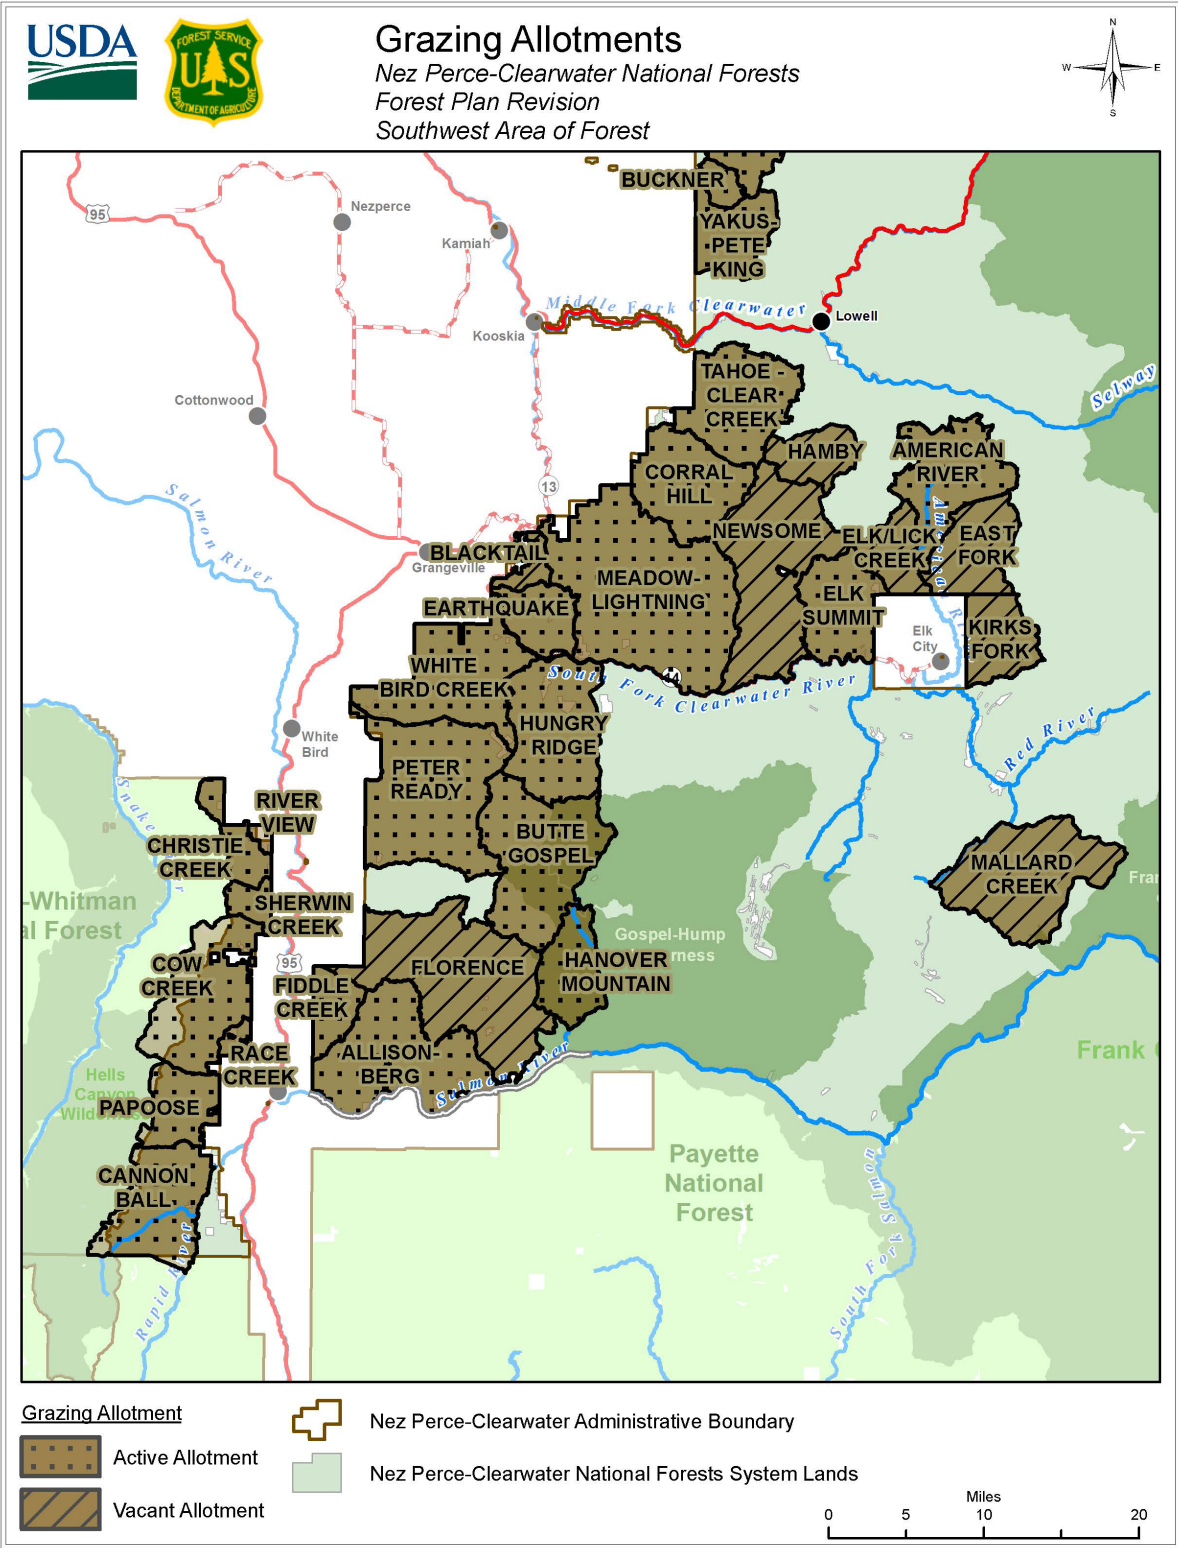 USDA
FOREST SERVICE
U S
DEPARTMENT OF AGRICULTURE
Grazing Allotments
Nez Perce-Clearwater National Forests
Forest Plan Revision
Southwest Area of Forest
N
W
E
S
BUCKNER
95
Nezperce
YAKUS-
PETE
KING
Kamiah
Middle Fork Clearwater
Lowell
Kooskia
TAHOE -
CLEAR
CREEK
Selway
Cottonwood
HAMBY
AMERICAN
RIVER
CORRAL
HILL
13
Salmon River
NEWSOME
ELK/LICK
CREEK
EAST
FORK
BLACKTAIL
Grangeville
MEADOW-
LIGHTNING
EARTHQUAKE
ELK
SUMMIT
Elk
City
KIRKS
FORK
WHITE
BIRD CREEK
South Fork Clearwater River
14
HUNGRY
RIDGE
White
Bird
Red River
PETER
READY
Snake
RIVER
VIEW
BUTTE
GOSPEL
CHRISTIE
CREEK
MALLARD
CREEK
Fran
-Whitman
al Forest
SHERWIN
CREEK
Gospel-Hump
rness
COW
CREEK
95
FLORENCE
HANOVER
MOUNTAIN
FIDDLE
CREEK
RACE
CREEK
ALLISON-
BERG
Salmon River
Frank
Hells
Canyon
Wilderness
PAPOOSE
Payette
National
Forest
CANNON
BALL
Rapid River
South Fork Salmon
Grazing Allotment
Active Allotment
Vacant Allotment
Nez Perce-Clearwater Administrative Boundary
Nez Perce-Clearwater National Forests System Lands
Miles
0 5 10 20